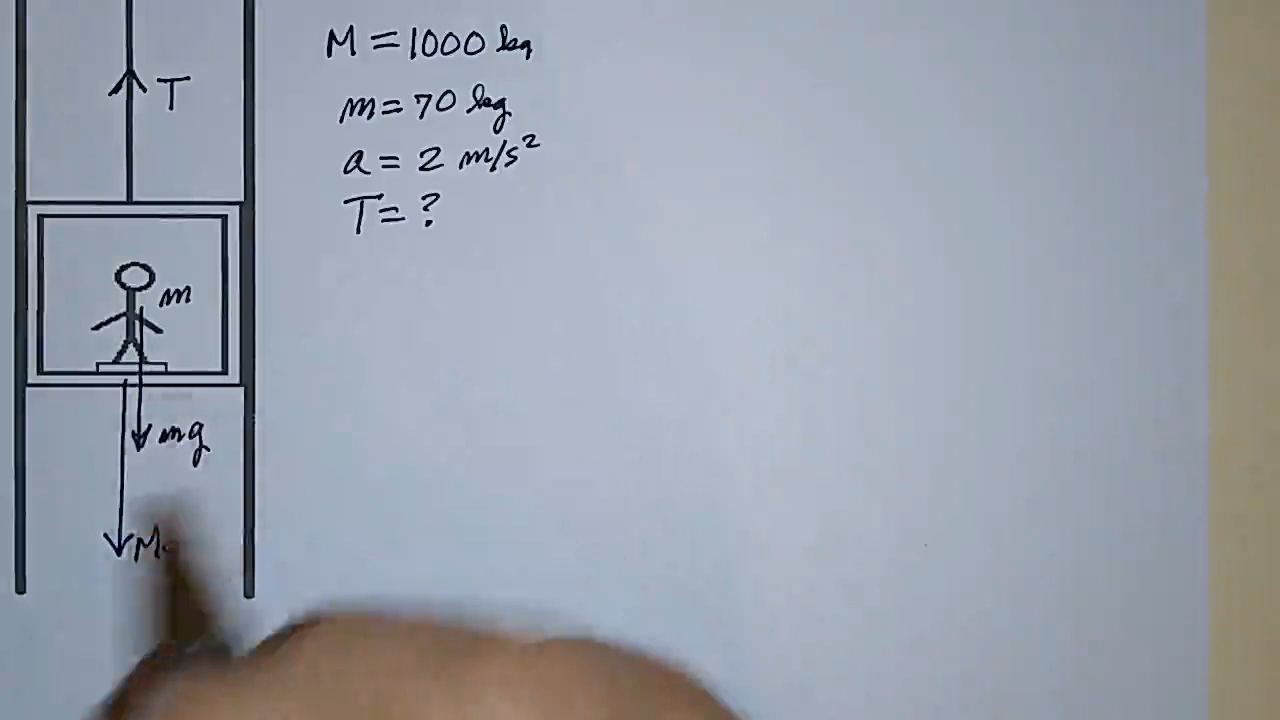 M = 1000 kg
T
m = 70 kg
a = 2 m/s²
T = ?
m
mg